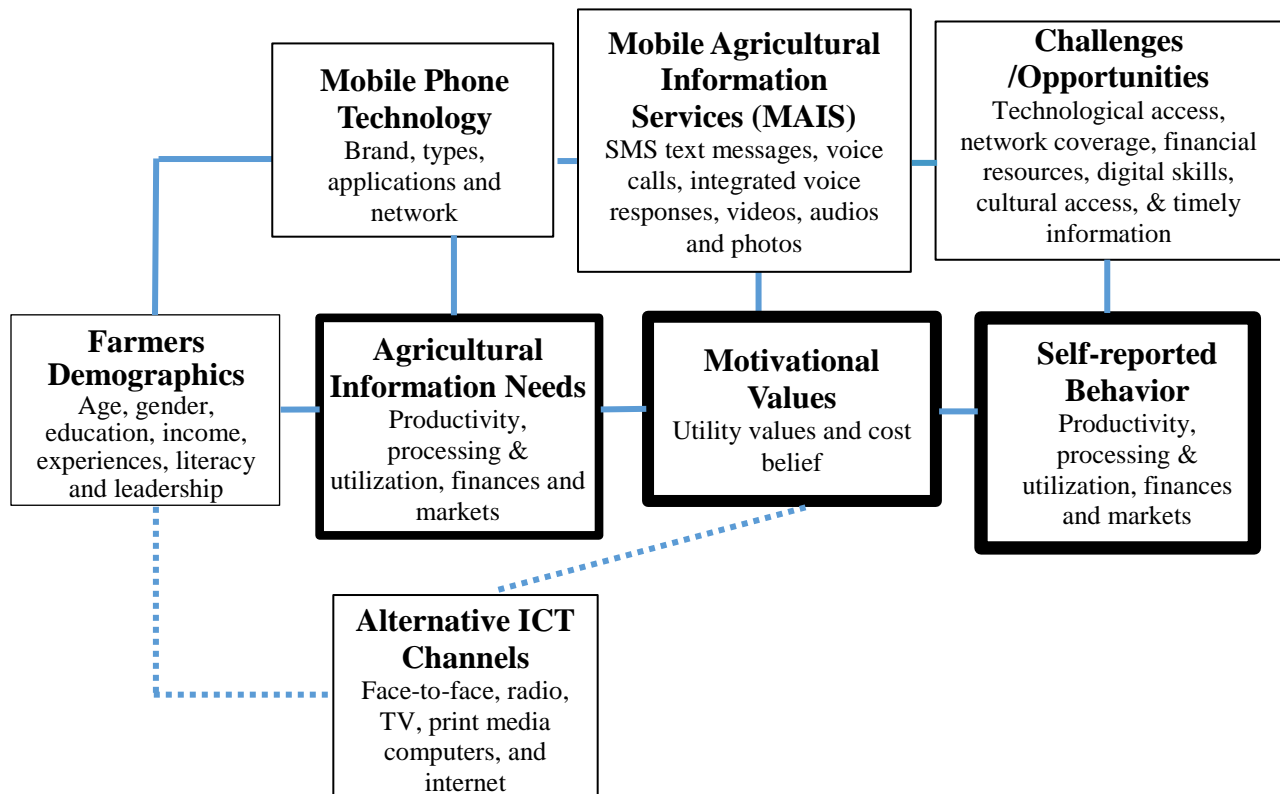 Mobile Phone
Technology
Brand, types,
applications and
network
Mobile Agricultural
Information
Services (MAIS)
SMS text messages, voice
calls, integrated voice
responses, videos, audios
and photos
Challenges
/Opportunities
Technological access,
network coverage, financial
resources, digital skills,
cultural access, & timely
information
Farmers
Demographics
Age, gender,
education, income,
experiences, literacy
and leadership
Agricultural
Information Needs
Productivity,
processing &
utilization, finances and
markets
Motivational
Values
Utility values and cost
belief
Self-reported
Behavior
Productivity,
processing &
utilization, finances
and markets
Alternative ICT
Channels
Face-to-face, radio,
TV, print media
computers, and
internet